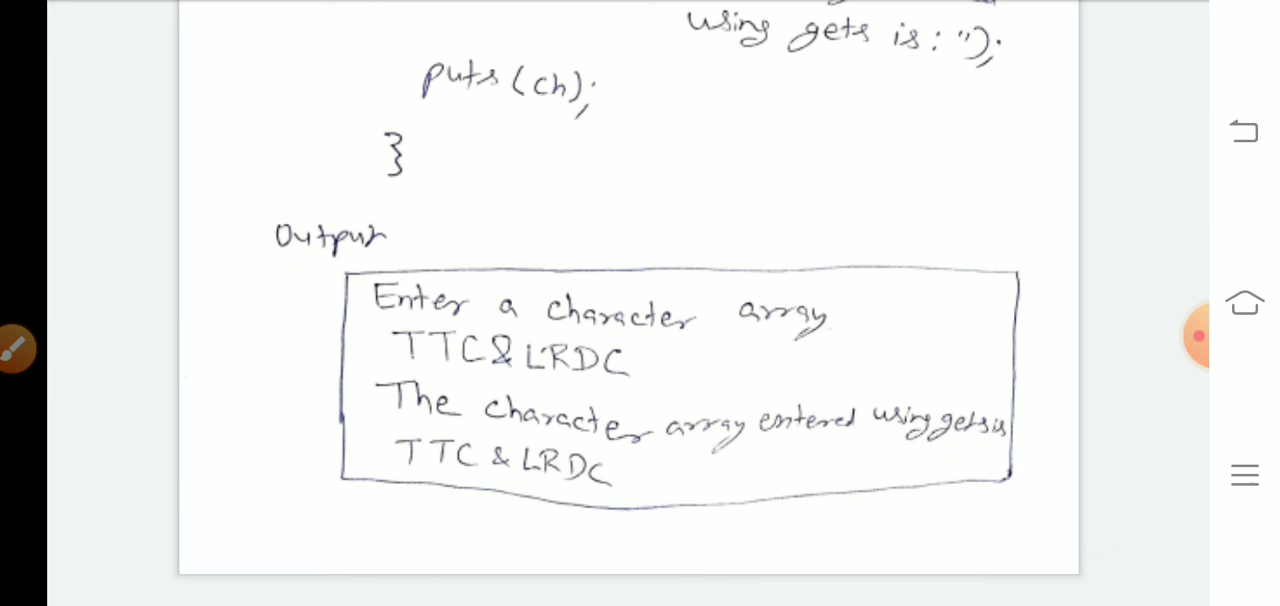 using gets is: ");
puts(ch);
}
Output
Enter a character array
TTC & LRDC
The character array entered using gets is
TTC & LRDC